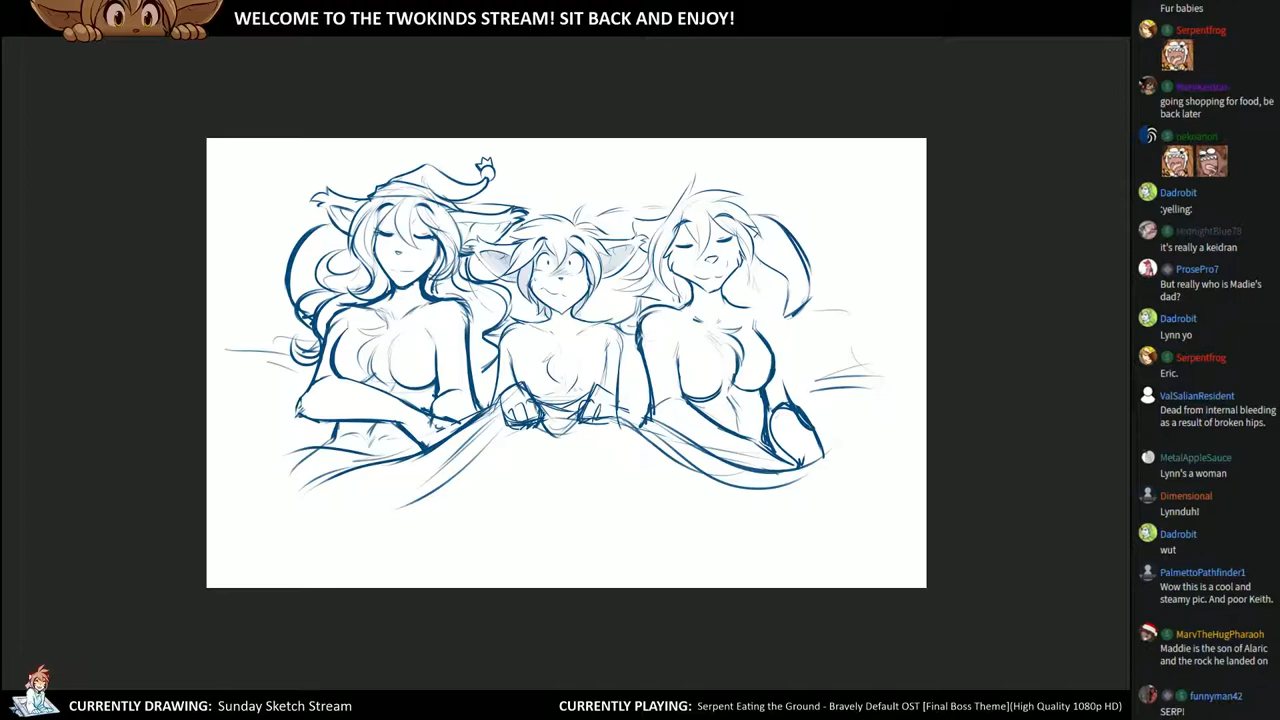 WELCOME TO THE TWOKINDS STREAM! SIT BACK AND ENJOY!
Fur babies
Serpentfrog
going shopping for food, be
back later
nekoanon
Dadrobit
:yelling:
MidnightBlue78
it's really a keidran
ProsePro7
But really who is Madie's
dad?
Dadrobit
Lynn yo
Serpentfrog
Eric.
ValSalianResident
Dead from internal bleeding
as a result of broken hips.
MetalAppleSauce
Lynn's a woman
Dimensional
Lynnduh!
Dadrobit
wut
PalmettoPathfinder1
Wow this is a cool and
steamy pic. And poor Keith.
MarvTheHugPharaoh
Maddie is the son of Alaric
and the rock he landed on
funnyman42
SERP!
CURRENTLY DRAWING: Sunday Sketch Stream
CURRENTLY PLAYING: Serpent Eating the Ground - Bravely Default OST [Final Boss Theme](High Quality 1080p HD)